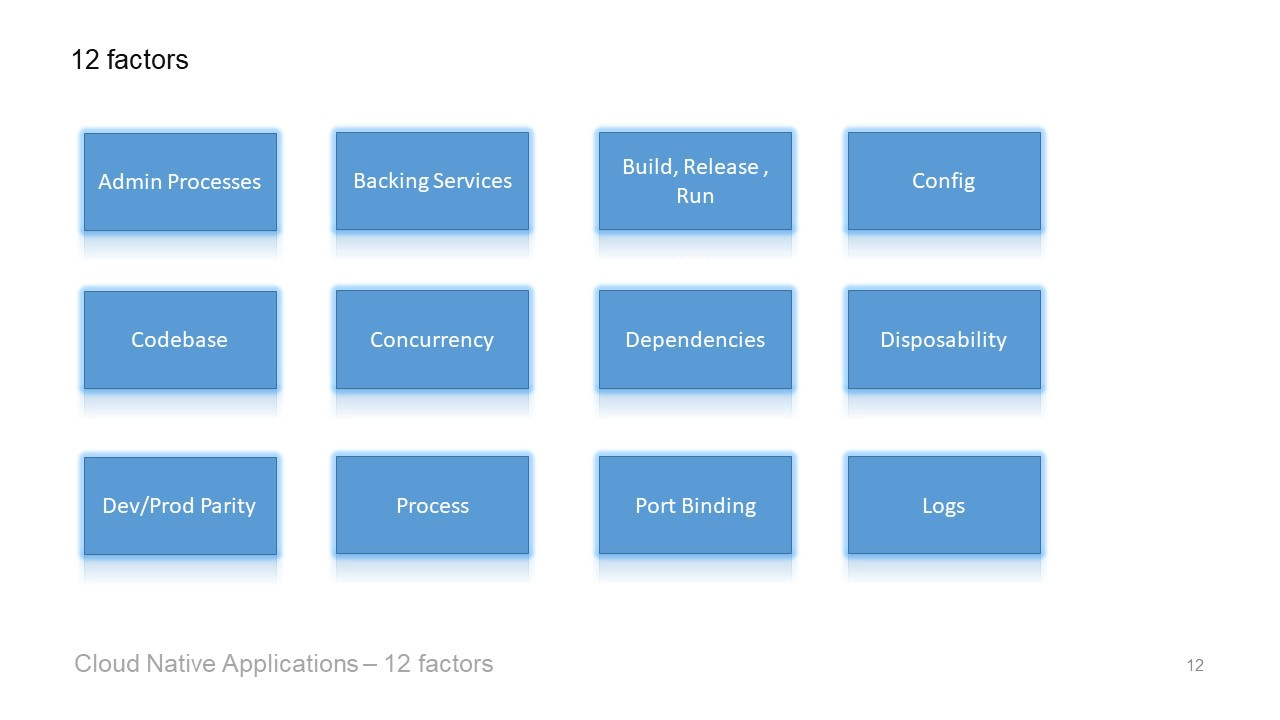 12 factors
Admin Processes
Backing Services
Build, Release ,
Run
Config
Codebase
Concurrency
Dependencies
Disposability
Dev/Prod Parity
Process
Port Binding
Logs
Cloud Native Applications – 12 factors
12